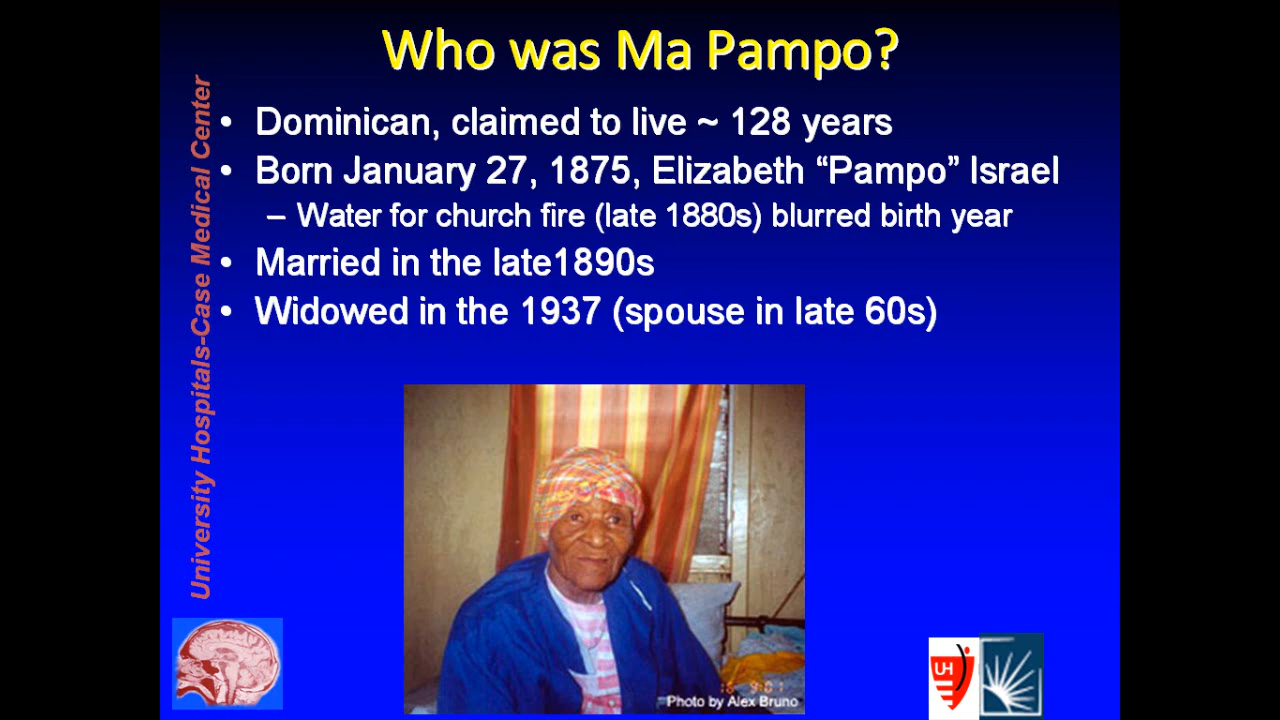 Who was Ma Pampo?
University Hospitals-Case Medical Center
• Dominican, claimed to live ~ 128 years
• Born January 27, 1875, Elizabeth “Pampo” Israel
– Water for church fire (late 1880s) blurred birth year
• Married in the late1890s
• Widowed in the 1937 (spouse in late 60s)
Photo by Alex Bruno
UH